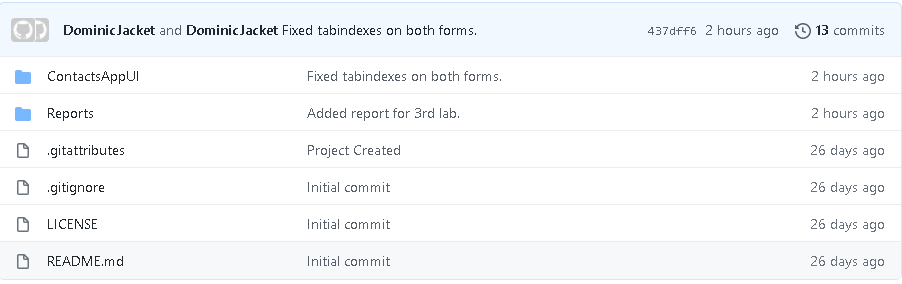 DominicJacket and DominicJacket Fixed tabindexes on both forms. 437dff6 2 hours ago 13 commits
ContactsAppUI Fixed tabindexes on both forms. 2 hours ago
Reports Added report for 3rd lab. 2 hours ago
.gitattributes Project Created 26 days ago
.gitignore Initial commit 26 days ago
LICENSE Initial commit 26 days ago
README.md Initial commit 26 days ago